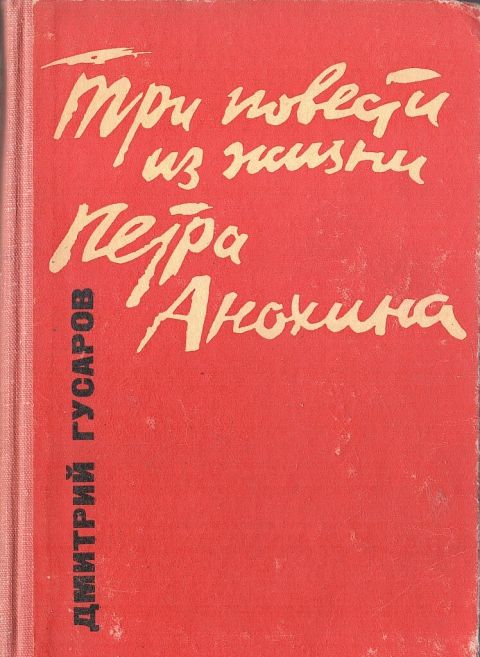 Три повести
из жизни
Петра
Анохина
ДМИТРИЙ ГУСАРОВ